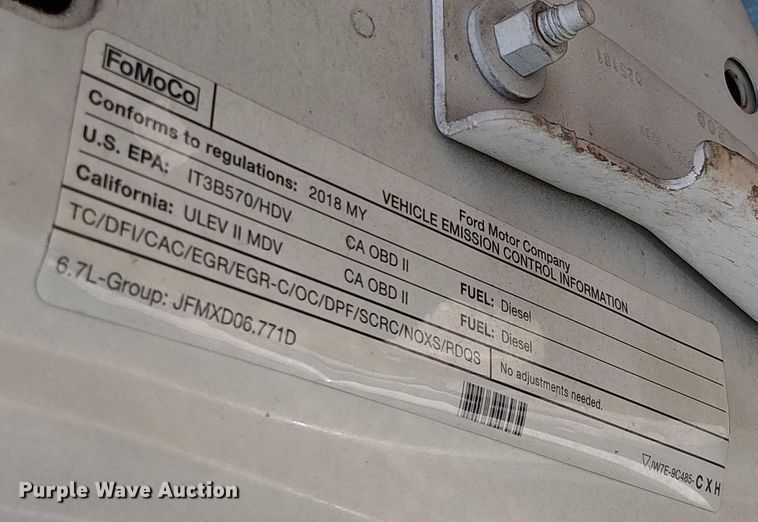 FoMoCo
Ford Motor Company
VEHICLE EMISSION CONTROL INFORMATION
Conforms to regulations: 2018 MY
U.S. EPA: IT3B570/HDV CA OBD II FUEL: Diesel
California: ULEV II MDV CA OBD II FUEL: Diesel
TC/DFI/CAC/EGR/EGR-C/OC/DPF/SCRC/NOXS/RDQS No adjustments needed.
6.7L-Group: JFMXD06.771D
JW7E-9C485-CXH
Purple Wave Auction